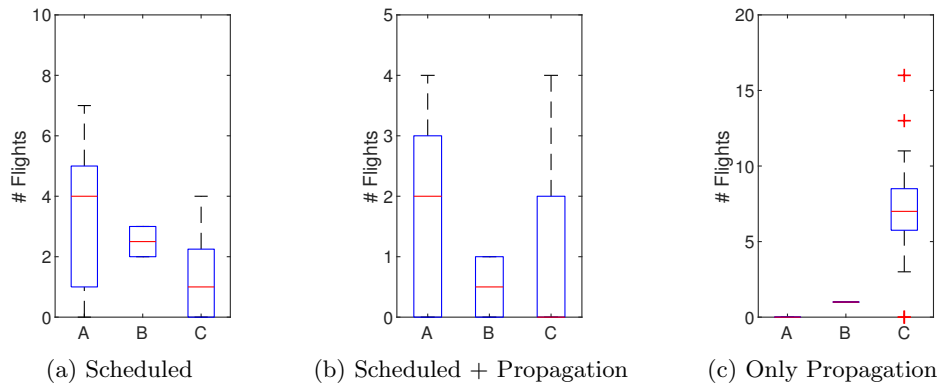 10
8
6
4
2
0
# Flights
A B C
(a) Scheduled
5
4
3
2
1
0
# Flights
A B C
(b) Scheduled + Propagation
20
15
10
5
0
# Flights
A B C
(c) Only Propagation